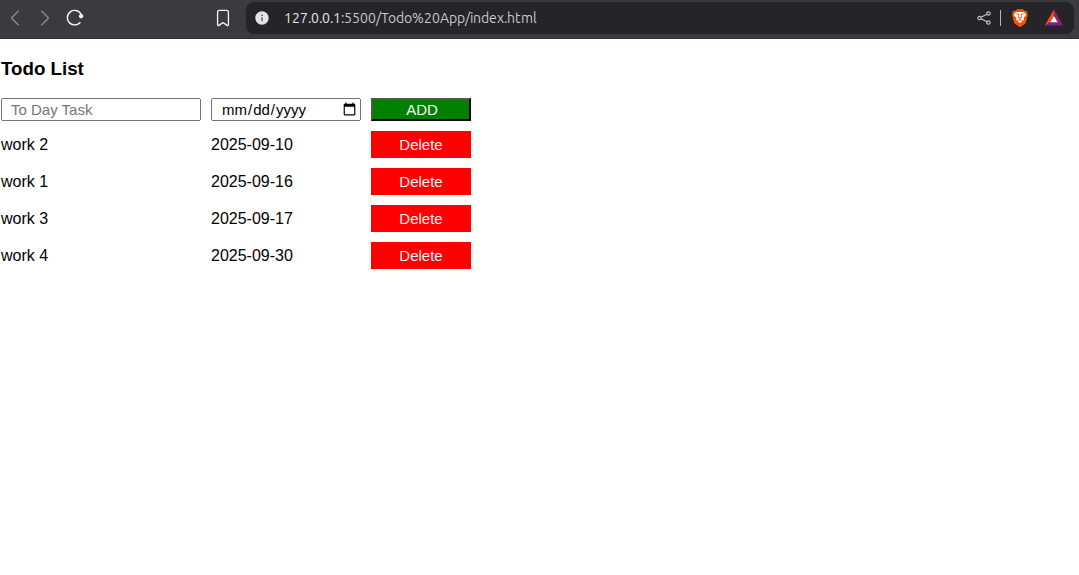 127.0.0.1:5500/Todo%20App/index.html
Todo List
To Day Task mm/dd/yyyy ADD
work 2 2025-09-10 Delete
work 1 2025-09-16 Delete
work 3 2025-09-17 Delete
work 4 2025-09-30 Delete